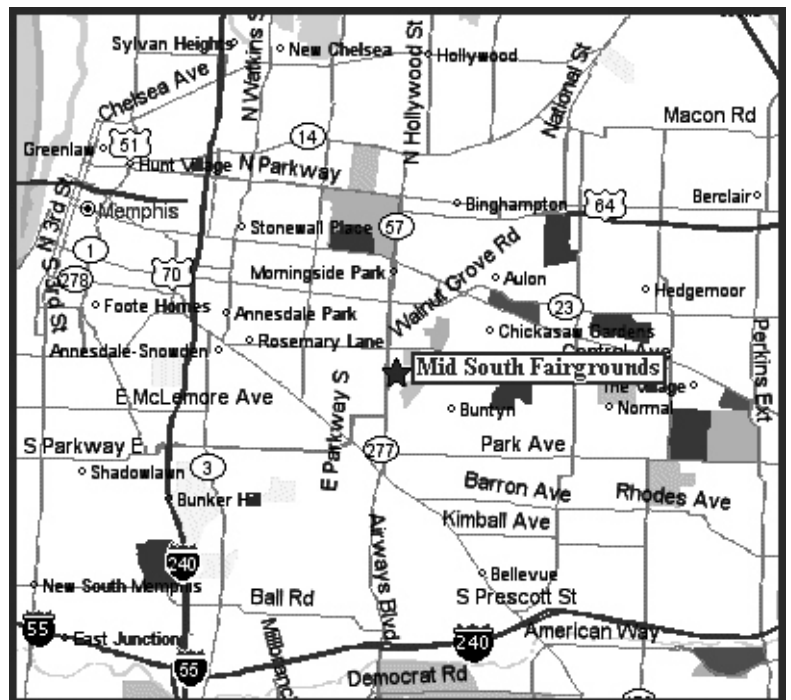 Sylvan Heights
New Chelsea
Hollywood
N Watkins S
N Hollywood St
National St
Chelsea Ave
Macon Rd
14
51
Greenlaw
Hunt Village
N Parkway
Binghampton
64
Berclair
N 3rd St
Memphis
Stonewall Place
57
1
Walnut Grove Rd
278
70
Morningside Park
Aulon
Hedgemoor
S 3rd St
Foote Homes
Annesdale Park
23
Chickasaw Gardens
Rosemary Lane
Annesdale-Snowden
Central Ave
Perkins Ext
Mid South Fairgrounds
The Village
E McLemore Ave
E Parkway S
Buntyn
Normal
S Parkway E
277
Park Ave
Shadowlawn
3
Barron Ave
Rhodes Ave
Bunker Hill
Kimball Ave
Airways Blvd
240
Bellevue
New South Memphis
Ball Rd
S Prescott St
55
East Junction
240
American Way
Millbranc
55
Democrat Rd